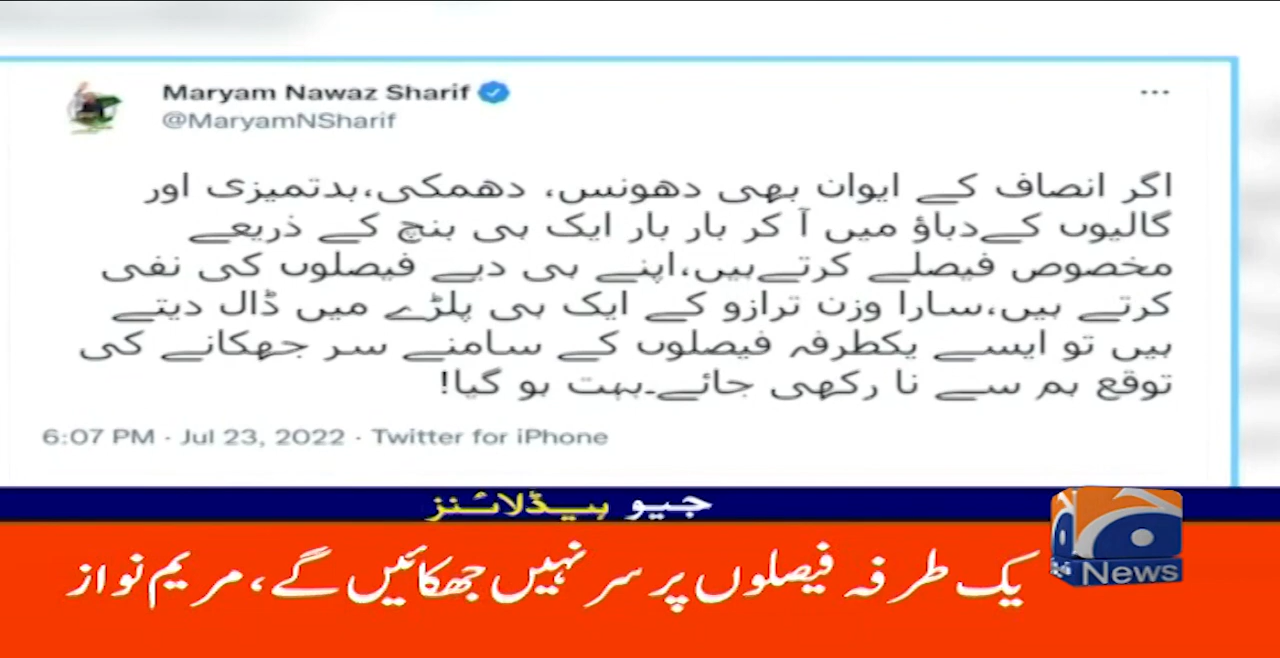 Maryam Nawaz Sharif
@MaryamNSharif
اگر انصاف کے ایوان بھی دھونس، دھمکی،بدتمیزی اور
گالیوں کےدباؤ میں آ کر بار بار ایک ہی بنچ کے ذریعے
مخصوص فیصلے کرتےہیں،اپنے ہی دیے فیصلوں کی نفی
کرتے ہیں،سارا وزن ترازو کے ایک ہی پلڑے میں ڈال دیتے
ہیں تو ایسے یکطرفہ فیصلوں کے سامنے سر جھکانے کی
توقع ہم سے نا رکھی جائے۔بہت ہو گیا!
6:07 PM · Jul 23, 2022 · Twitter for iPhone
جیو ہیڈلائنز
یک طرفہ فیصلوں پر سر نہیں جھکائیں گے، مریم نواز
News